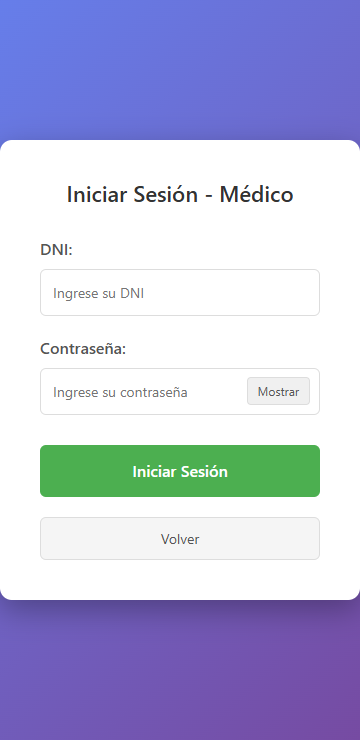 Iniciar Sesión - Médico
DNI:
Ingrese su DNI
Contraseña:
Ingrese su contraseña
Mostrar
Iniciar Sesión
Volver